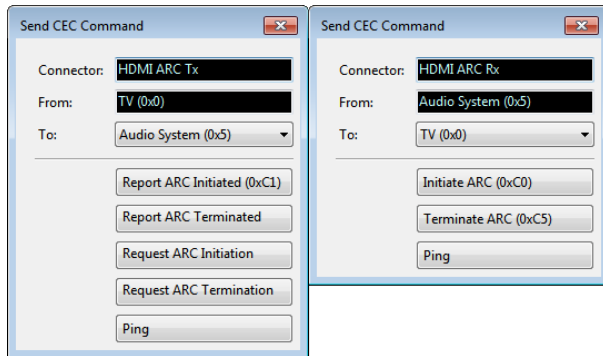 Send CEC Command
Connector: HDMI ARC Tx
From: TV (0x0)
To: Audio System (0x5)
Report ARC Initiated (0xC1)
Report ARC Terminated
Request ARC Initiation
Request ARC Termination
Ping
Send CEC Command
Connector: HDMI ARC Rx
From: Audio System (0x5)
To: TV (0x0)
Initiate ARC (0xC0)
Terminate ARC (0xC5)
Ping